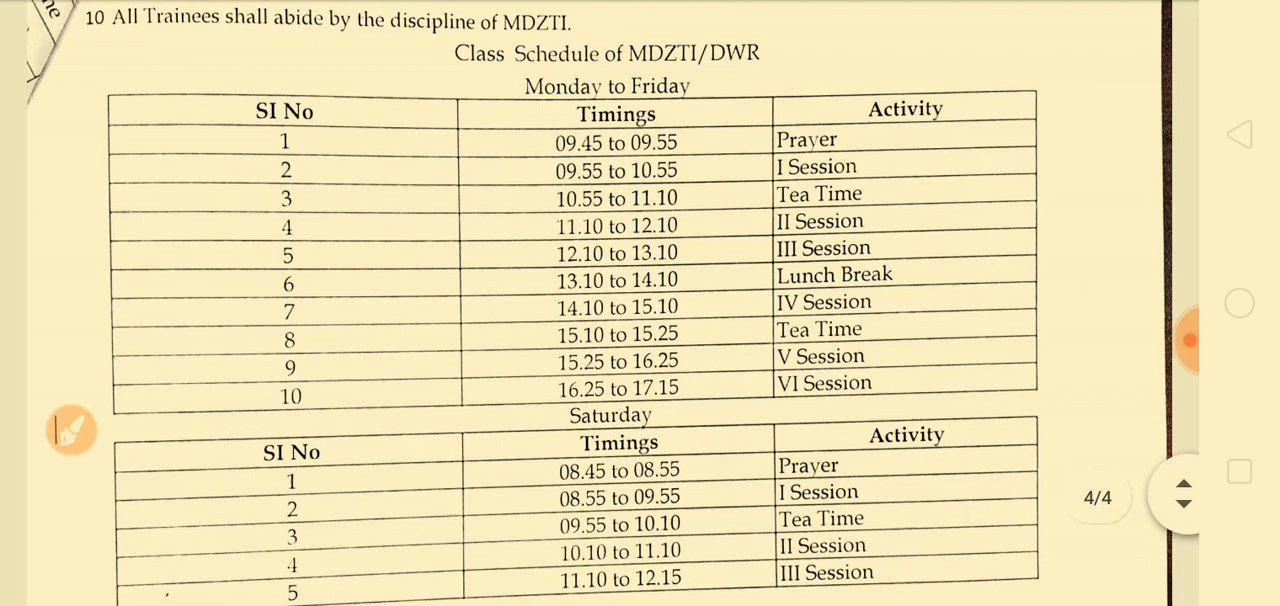 ne
10 All Trainees shall abide by the discipline of MDZTI.
Class Schedule of MDZTI/DWR
Monday to Friday
SI No Timings Activity
1 09.45 to 09.55 Prayer
2 09.55 to 10.55 I Session
3 10.55 to 11.10 Tea Time
4 11.10 to 12.10 II Session
5 12.10 to 13.10 III Session
6 13.10 to 14.10 Lunch Break
7 14.10 to 15.10 IV Session
8 15.10 to 15.25 Tea Time
9 15.25 to 16.25 V Session
10 16.25 to 17.15 VI Session
Saturday
SI No Timings Activity
1 08.45 to 08.55 Prayer
2 08.55 to 09.55 I Session
3 09.55 to 10.10 Tea Time
4 10.10 to 11.10 II Session
5 11.10 to 12.15 III Session
4/4